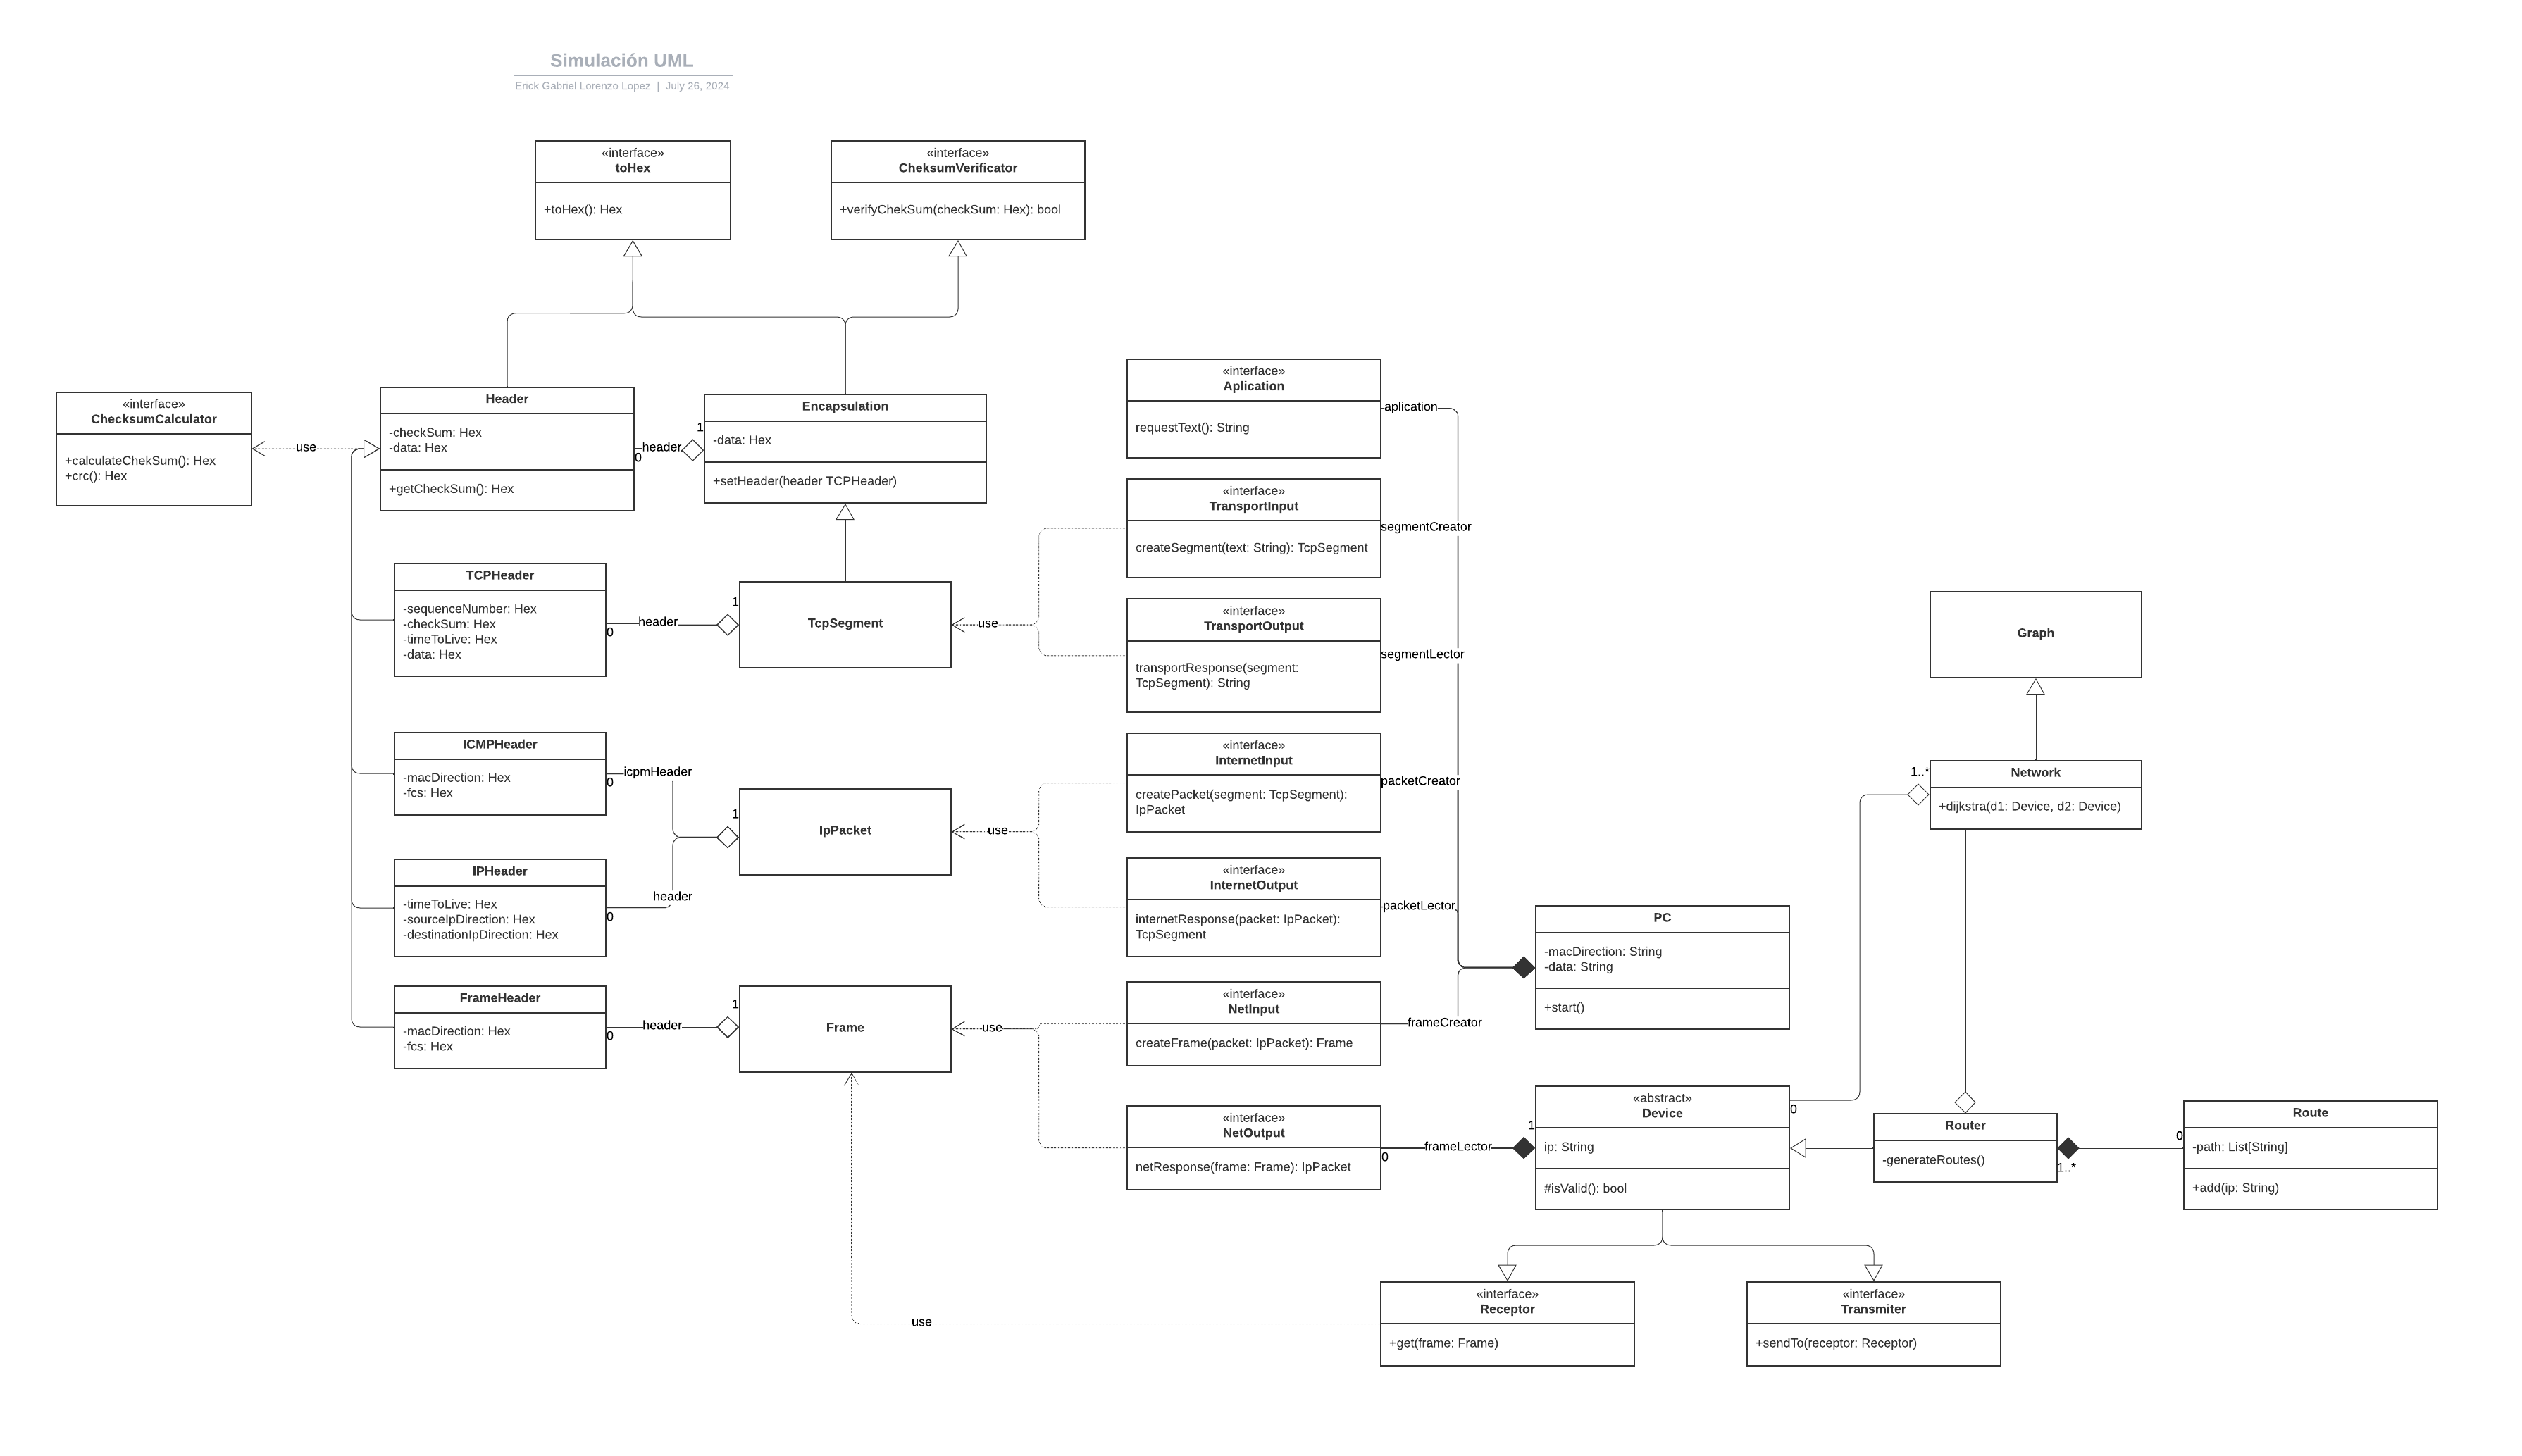 Simulación UML
Erick Gabriel Lorenzo Lopez | July 26, 2024
«interface»
toHex
+toHex(): Hex
«interface»
CheksumVerificator
+verifyChekSum(checkSum: Hex): bool
«interface»
ChecksumCalculator
+calculateChekSum(): Hex
+crc(): Hex
use
Header
-checkSum: Hex
-data: Hex
+getCheckSum(): Hex
header
0
1
Encapsulation
-data: Hex
+setHeader(header TCPHeader)
TCPHeader
-sequenceNumber: Hex
-checkSum: Hex
-timeToLive: Hex
-data: Hex
header
0
1
TcpSegment
use
ICMPHeader
-macDirection: Hex
-fcs: Hex
icpmHeader
0
1
IpPacket
use
IPHeader
-timeToLive: Hex
-sourceIpDirection: Hex
-destinationIpDirection: Hex
header
0
FrameHeader
-macDirection: Hex
-fcs: Hex
header
0
1
Frame
use
«interface»
Aplication
requestText(): String
aplication
«interface»
TransportInput
createSegment(text: String): TcpSegment
segmentCreator
«interface»
TransportOutput
transportResponse(segment:
TcpSegment): String
segmentLector
«interface»
InternetInput
createPacket(segment: TcpSegment):
IpPacket
packetCreator
«interface»
InternetOutput
internetResponse(packet: IpPacket):
TcpSegment
packetLector
«interface»
NetInput
createFrame(packet: IpPacket): Frame
frameCreator
«interface»
NetOutput
netResponse(frame: Frame): IpPacket
frameLector
0
1
PC
-macDirection: String
-data: String
+start()
«abstract»
Device
ip: String
#isValid(): bool
0
1..*
Graph
Network
+dijkstra(d1: Device, d2: Device)
Router
-generateRoutes()
1..*
0
Route
-path: List[String]
+add(ip: String)
«interface»
Receptor
+get(frame: Frame)
use
«interface»
Transmiter
+sendTo(receptor: Receptor)